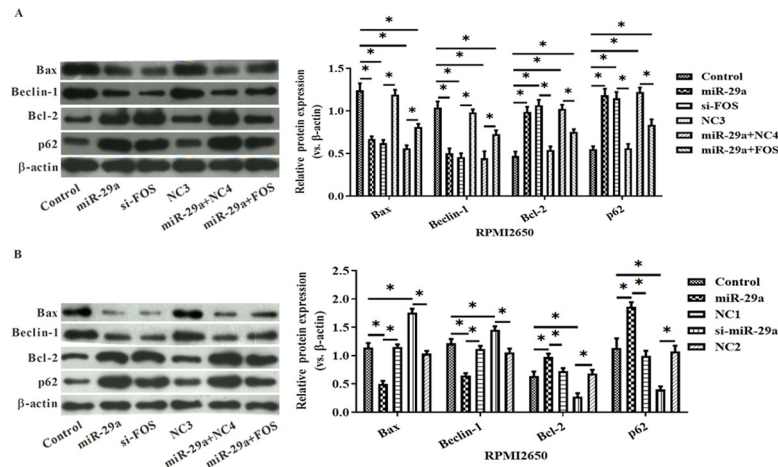 A
Bax
Beclin-1
Bcl-2
p62
β-actin
Control
miR-29a
si-FOS
NC3
miR-29a+NC4
miR-29a+FOS
Relative protein expression
(vs. β-actin)
1.5
1.0
0.5
0.0
* * * * * * * * * * * * * * * * * * * *
Bax
Beclin-1
Bcl-2
p62
RPMI2650
Control
miR-29a
si-FOS
NC3
miR-29a+NC4
miR-29a+FOS
B
Bax
Beclin-1
Bcl-2
p62
β-actin
Control
miR-29a
si-FOS
NC3
miR-29a+NC4
miR-29a+FOS
Relative protein expression
(vs. β-actin)
2.5
2.0
1.5
1.0
0.5
0.0
* * * * * * * * * * * * * * * *
Bax
Beclin-1
Bcl-2
p62
RPMI2650
Control
miR-29a
NC1
si-miR-29a
NC2